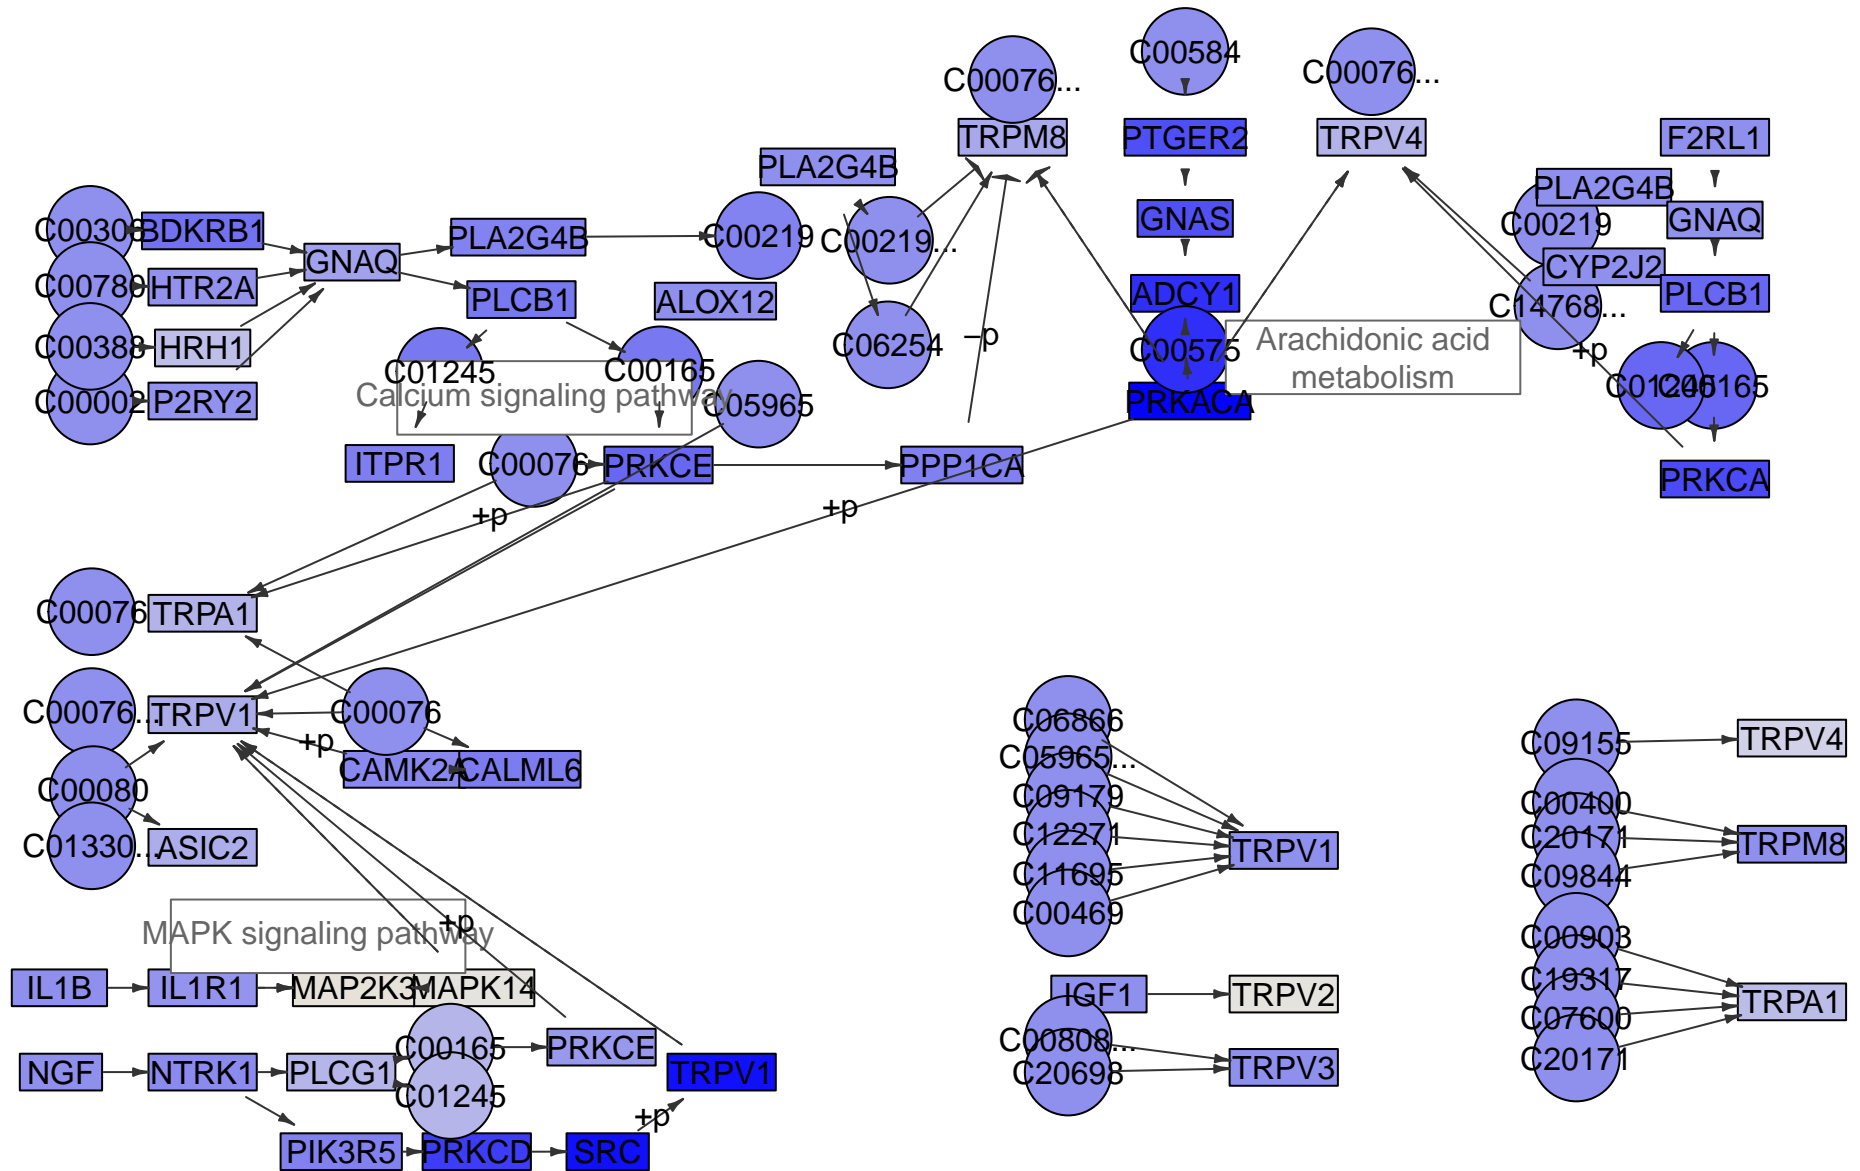 C00584
C00076...
C00076...
TRPM8
PTGER2
TRPV4
F2RL1
PLA2G4B
PLA2G4B
C00219
GNAS
GNAQ
BDKRB1
PLA2G4B
C00219
C00219...
GNAQ
CYP2J2
C00780
HTR2A
PLCB1
ALOX12
ADCY1
C14768...
PLCB1
C00388
HRH1
C01245
C00165
C06254
–p
C00575
Arachidonic acid
metabolism
+p
Calcium signaling pathway
C00002
P2RY2
C05965
PRKACA
C01245
C00165
ITPR1
C00076
PRKCE
PPP1CA
PRKCA
+p
+p
C00076
TRPA1
C00076...
TRPV1
C00076
+p
CAMK2A
CALML6
C00080
C01330...
ASIC2
C06866
C05965...
C09179
C12271
C11695
C00469
TRPV1
C09155
TRPV4
C00400
C20171
C09844
TRPM8
C00903
C19317
C07600
C20171
TRPA1
MAPK signaling pathway
+p
IL1B
IL1R1
MAP2K3
MAPK14
IGF1
TRPV2
C00808...
C20698
TRPV3
NGF
NTRK1
PLCG1
C00165
C01245
PRKCE
TRPV1
+p
PIK3R5
PRKCD
SRC